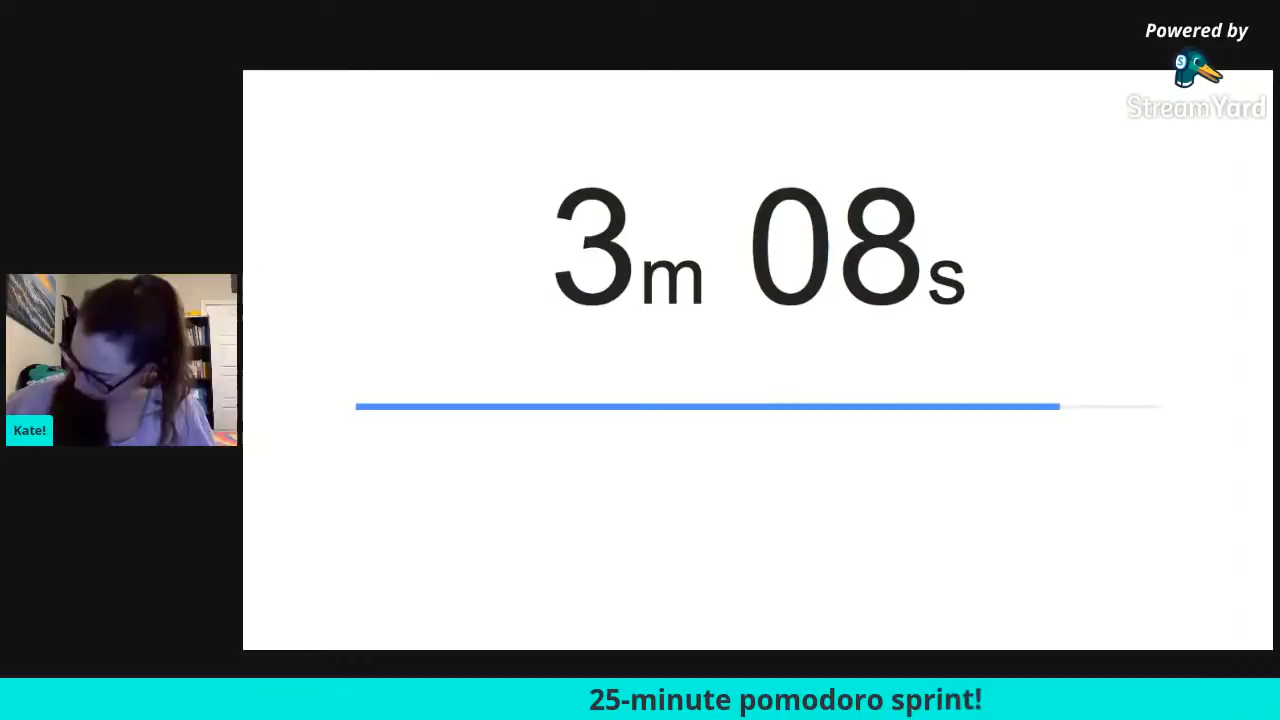 Powered by
StreamYard
3m 08s
Kate!
25-minute pomodoro sprint!